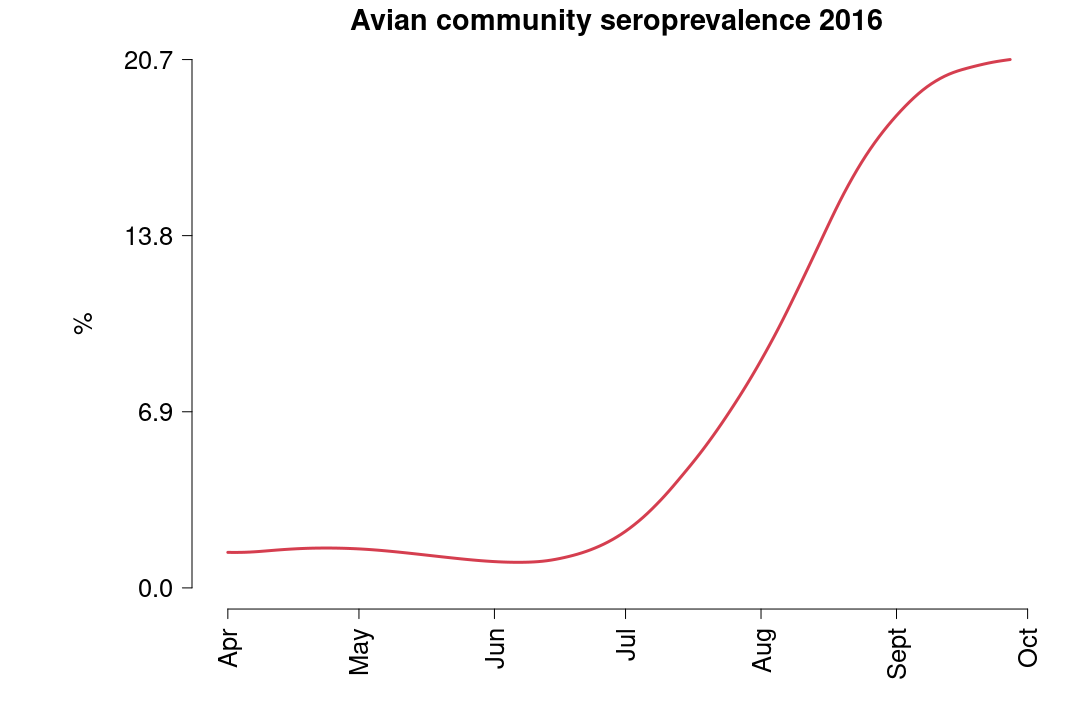 Avian community seroprevalence 2016
20.7
13.8
6.9
0.0
%
Apr
May
Jun
Jul
Aug
Sept
Oct